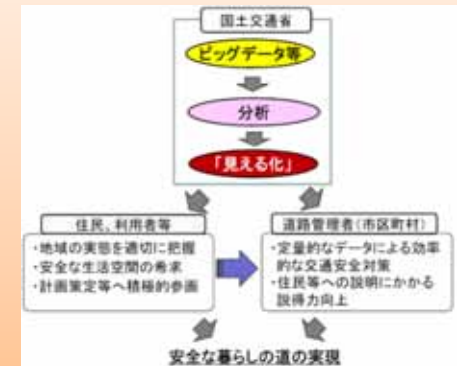 国土交通省
ビッグデータ等
分析
「見える化」
住民、利用者等
・地域の実態を適切に把握
・安全な生活空間の希求
・計画策定等へ積極的参画
道路管理者(市区町村)
・定量的なデータによる効率
的な交通安全対策
・住民等への説明にかかる
説得力向上
安全な暮らしの道の実現